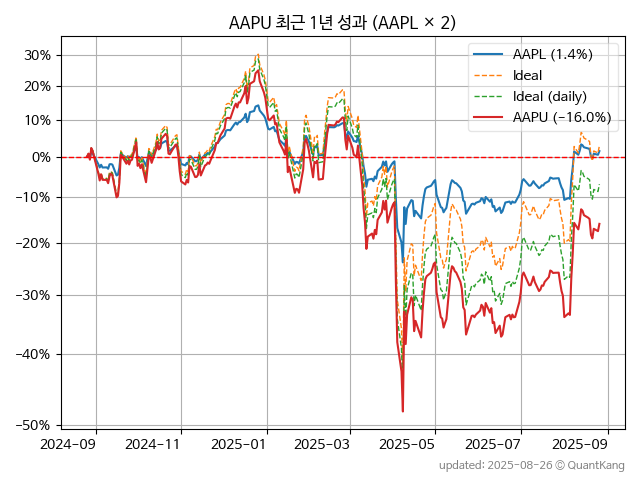 AAPU 최근 1년 성과 (AAPL × 2)
AAPL (1.4%)
Ideal
Ideal (daily)
AAPU (−16.0%)
30%
20%
10%
0%
−10%
−20%
−30%
−40%
−50%
2024-09
2024-11
2025-01
2025-03
2025-05
2025-07
2025-09
updated: 2025-08-26 © QuantKang